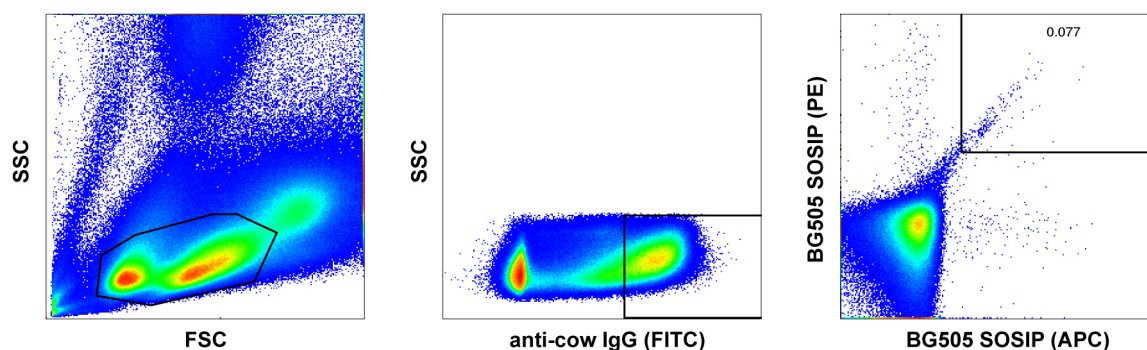 SSC
FSC
SSC
anti-cow IgG (FITC)
0.077
BG505 SOSIP (PE)
BG505 SOSIP (APC)